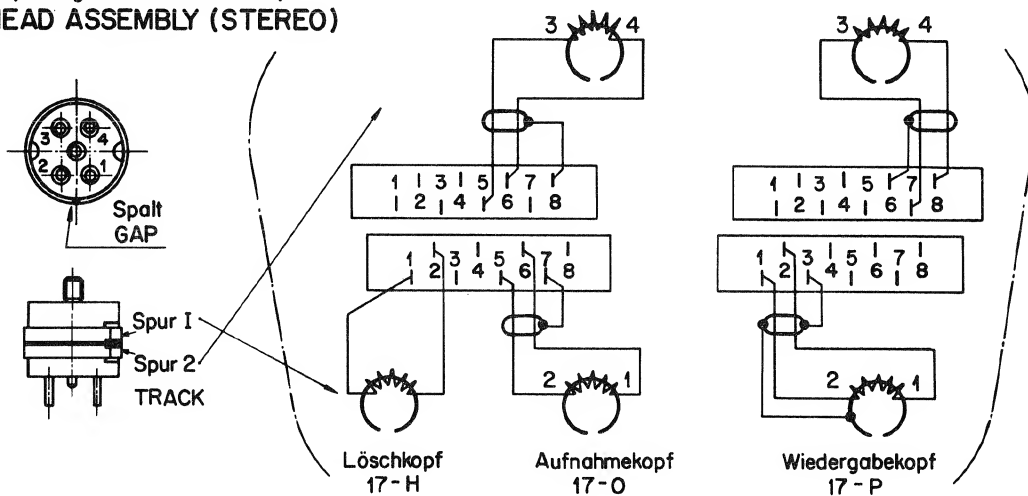 HEAD ASSEMBLY (STEREO)
3 4
3 4
3 4
2 1
Spalt
GAP
1 2 3 4 5 6 7 8
1 2 3 4 5 6 7 8
1 2 3 4 5 6 7 8
1 2 3 4 5 6 7 8
Spur I
Spur 2
TRACK
2 1
2 1
Löschkopf
17-H
Aufnahmekopf
17-O
Wiedergabekopf
17-P